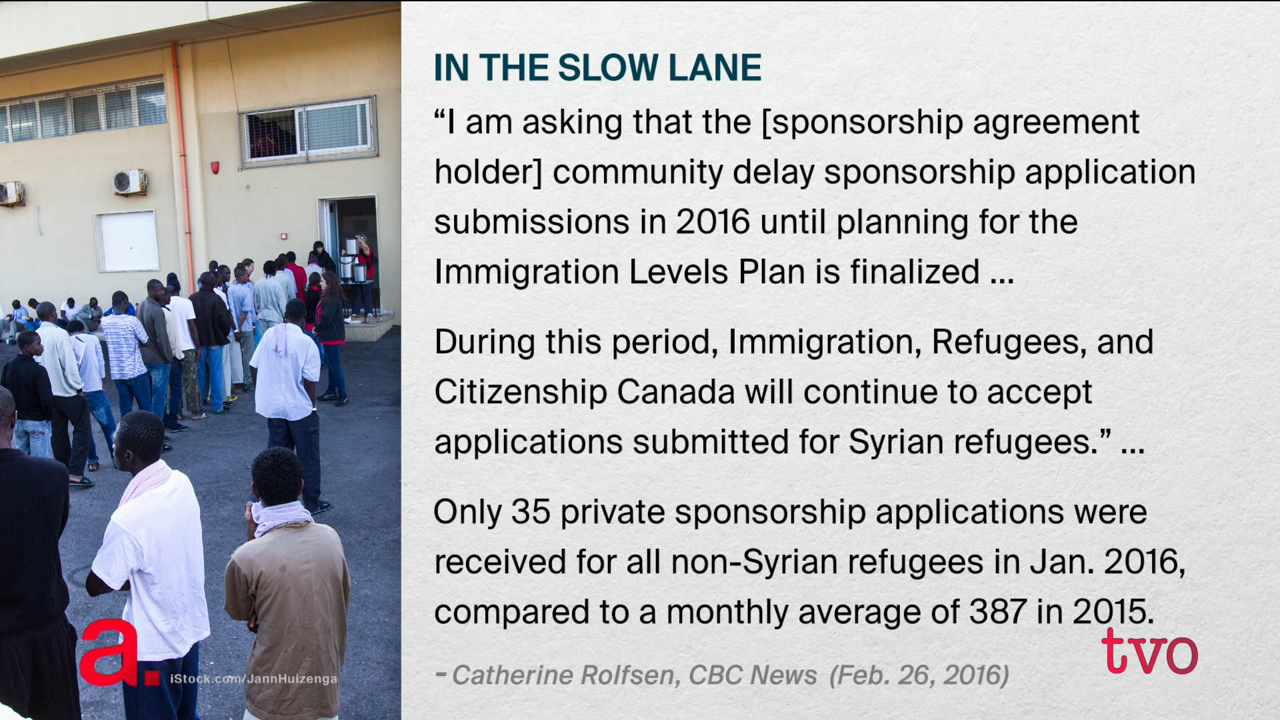 IN THE SLOW LANE
“I am asking that the [sponsorship agreement
holder] community delay sponsorship application
submissions in 2016 until planning for the
Immigration Levels Plan is finalized ...
During this period, Immigration, Refugees, and
Citizenship Canada will continue to accept
applications submitted for Syrian refugees.” ...
Only 35 private sponsorship applications were
received for all non-Syrian refugees in Jan. 2016,
compared to a monthly average of 387 in 2015.
tvo
- Catherine Rolfsen, CBC News (Feb. 26, 2016)
a.
iStock.com/JannHuizenga